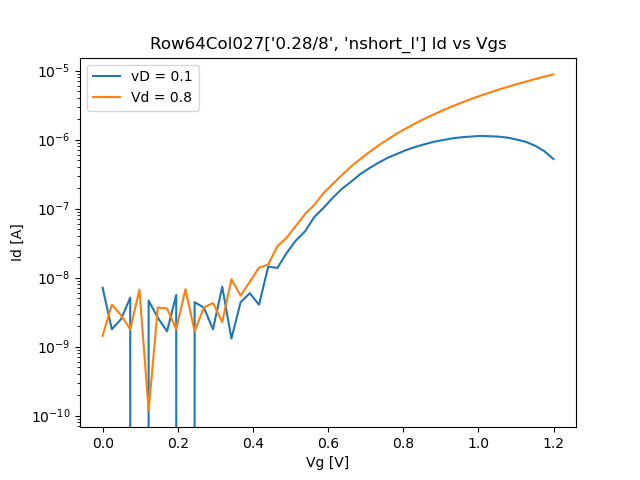 Row64Col027['0.28/8', 'nshort_l'] Id vs Vgs
vD = 0.1
Vd = 0.8
10⁻⁵
10⁻⁶
10⁻⁷
10⁻⁸
10⁻⁹
10⁻¹⁰
Id [A]
0.0 0.2 0.4 0.6 0.8 1.0 1.2
Vg [V]